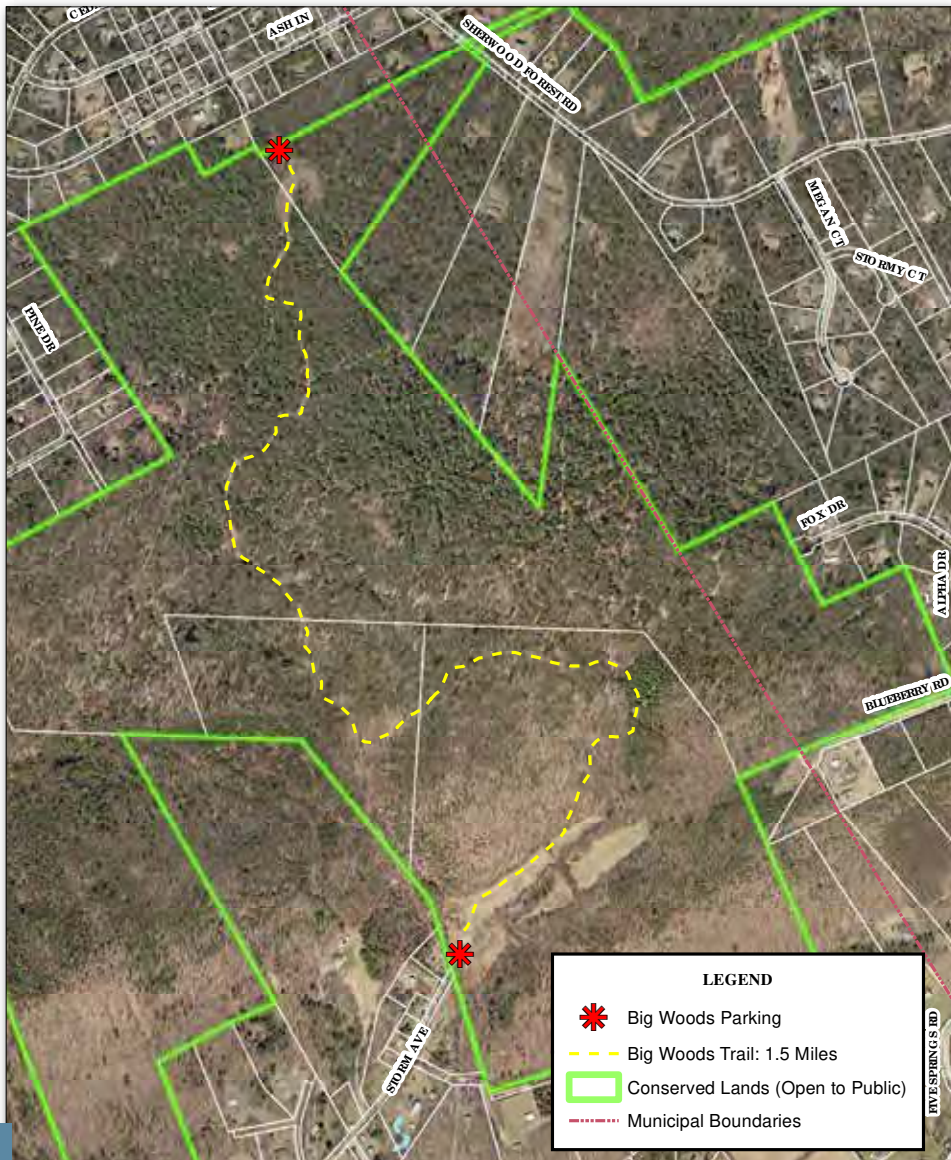 CED
ASH LN
SHERWOOD FOREST RD
MEGAN CT
STORMY CT
PINE DR
FOX DR
ALPHA DR
BLUEBERRY RD
STORM AVE
FIVE SPRINGS RD
LEGEND
Big Woods Parking
Big Woods Trail: 1.5 Miles
Conserved Lands (Open to Public)
Municipal Boundaries